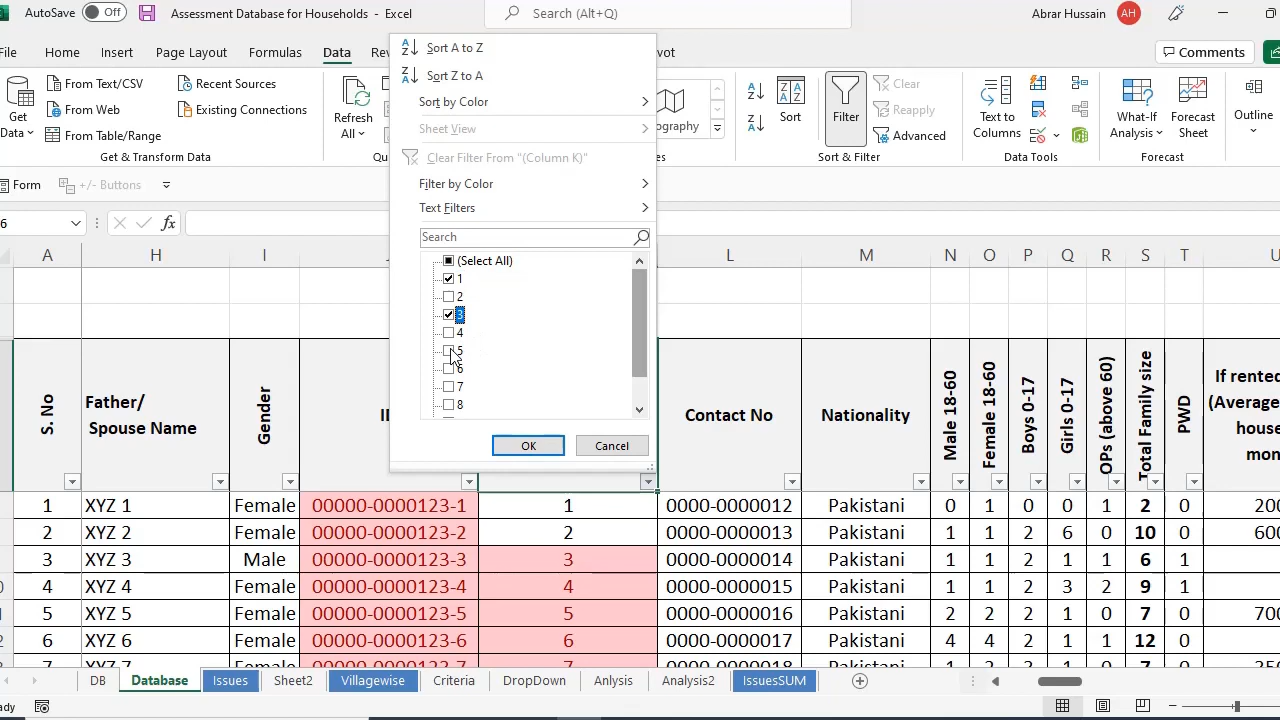 AutoSave Off Assessment Database for Households - Excel Search (Alt+Q) Abrar Hussain AH
File Home Insert Page Layout Formulas Data Comments
From Text/CSV
From Web
From Table/Range
Get Data
Recent Sources
Existing Connections
Get & Transform Data
Refresh All
Sort
Filter
Clear
Reapply
Advanced
Sort & Filter
Text to Columns
Data Tools
What-If Analysis
Forecast Sheet
Forecast
Outline
Form +/- Buttons
Sort A to Z
Sort Z to A
Sort by Color
Sheet View
Clear Filter From "(Column K)"
Filter by Color
Text Filters
Search
(Select All)
1
2
3
4
5
6
7
8
OK Cancel
fx
A H I L M N O P Q R S T U
S. No Father/ Spouse Name Gender Contact No Nationality Male 18-60 Female 18-60 Boys 0-17 Girls 0-17 OPs (above 60) Total Family size PWD If rented (Average
1 XYZ 1 Female 00000-0000123-1 1 0000-0000012 Pakistani 0 1 0 0 1 2 0
2 XYZ 2 Female 00000-0000123-2 2 0000-0000013 Pakistani 1 1 2 6 0 10 0
3 XYZ 3 Male 00000-0000123-3 3 0000-0000014 Pakistani 1 1 2 1 1 6 1
4 XYZ 4 Female 00000-0000123-4 4 0000-0000015 Pakistani 1 1 2 3 2 9 1
5 XYZ 5 Female 00000-0000123-5 5 0000-0000016 Pakistani 2 2 2 1 0 7 0
6 XYZ 6 Female 00000-0000123-6 6 0000-0000017 Pakistani 4 4 2 1 1 12 0
DB Database Issues Sheet2 Villagewise Criteria DropDown Anlysis Analysis2 IssuesSUM